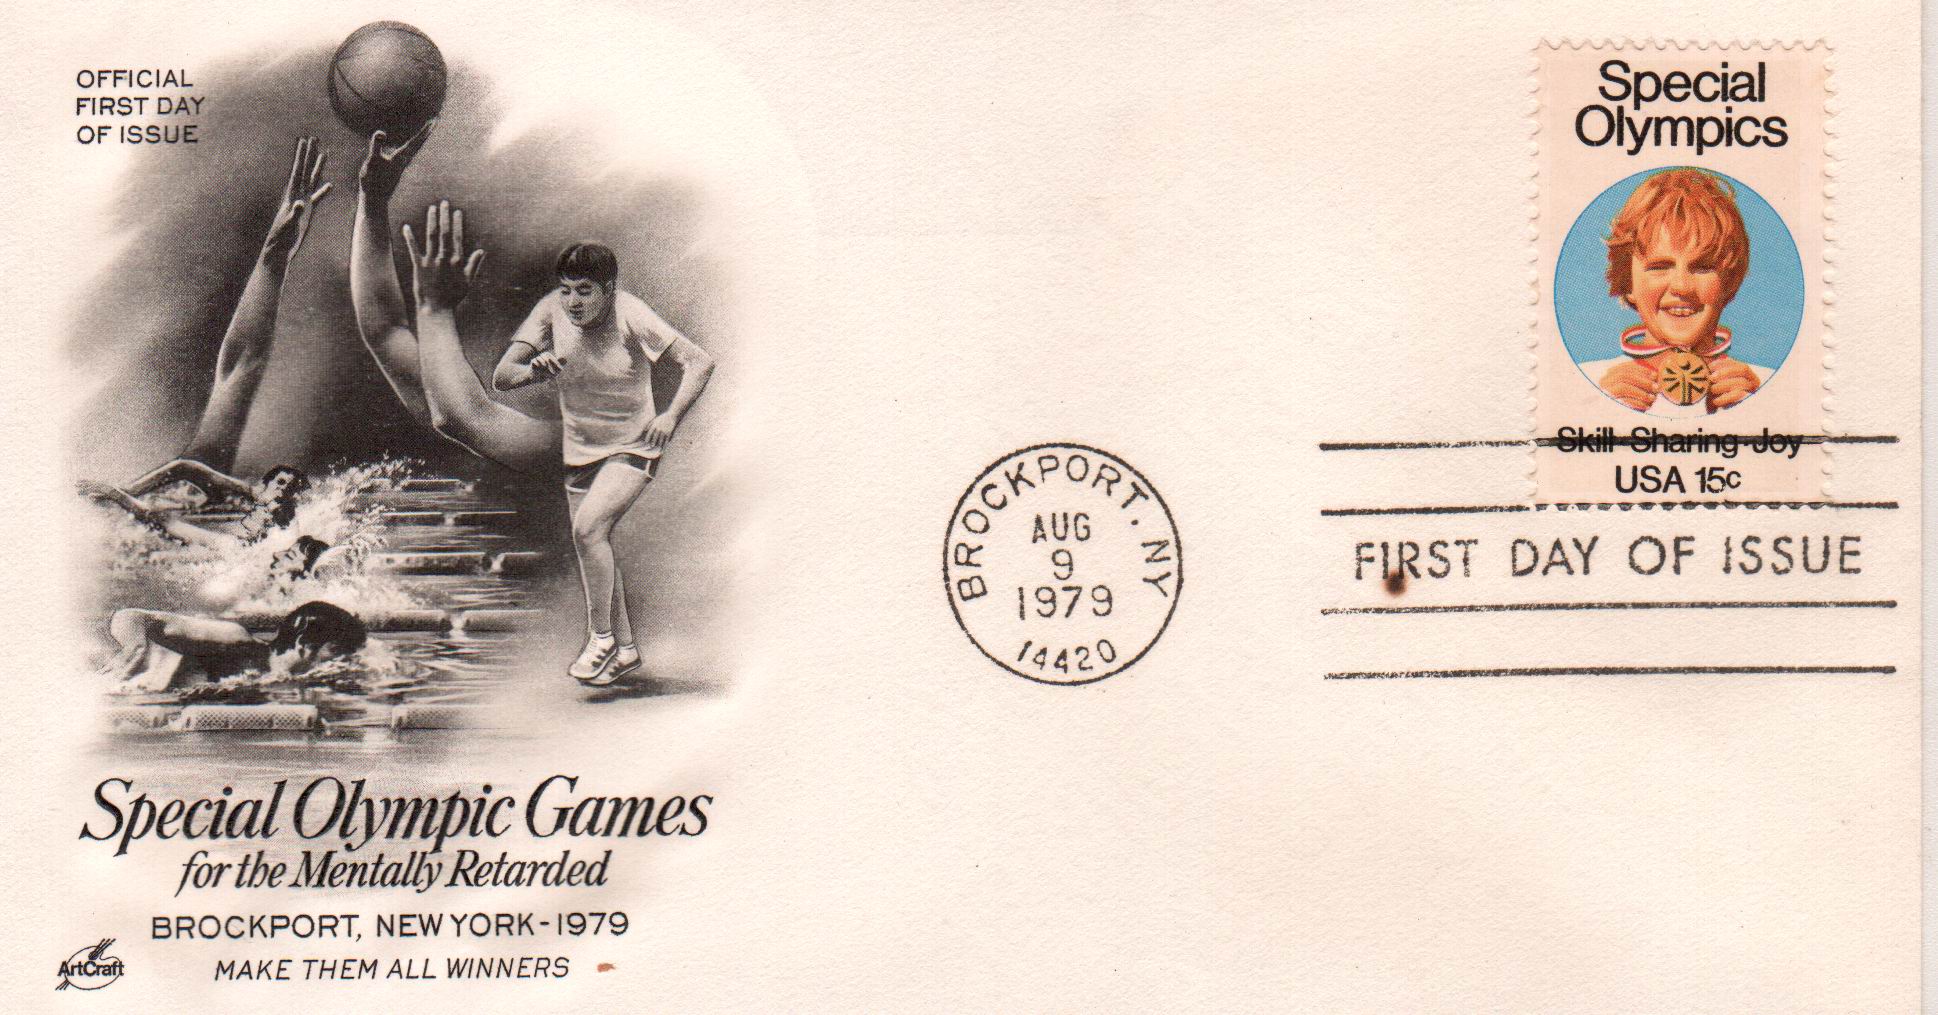 OFFICIAL
FIRST DAY
OF ISSUE
Special
Olympics
Skill·Sharing·Joy
USA 15c
BROCKPORT. NY
AUG
9
1979
14420
FIRST DAY OF ISSUE
Special Olympic Games
for the Mentally Retarded
BROCKPORT, NEW YORK-1979
MAKE THEM ALL WINNERS
ArtCraft